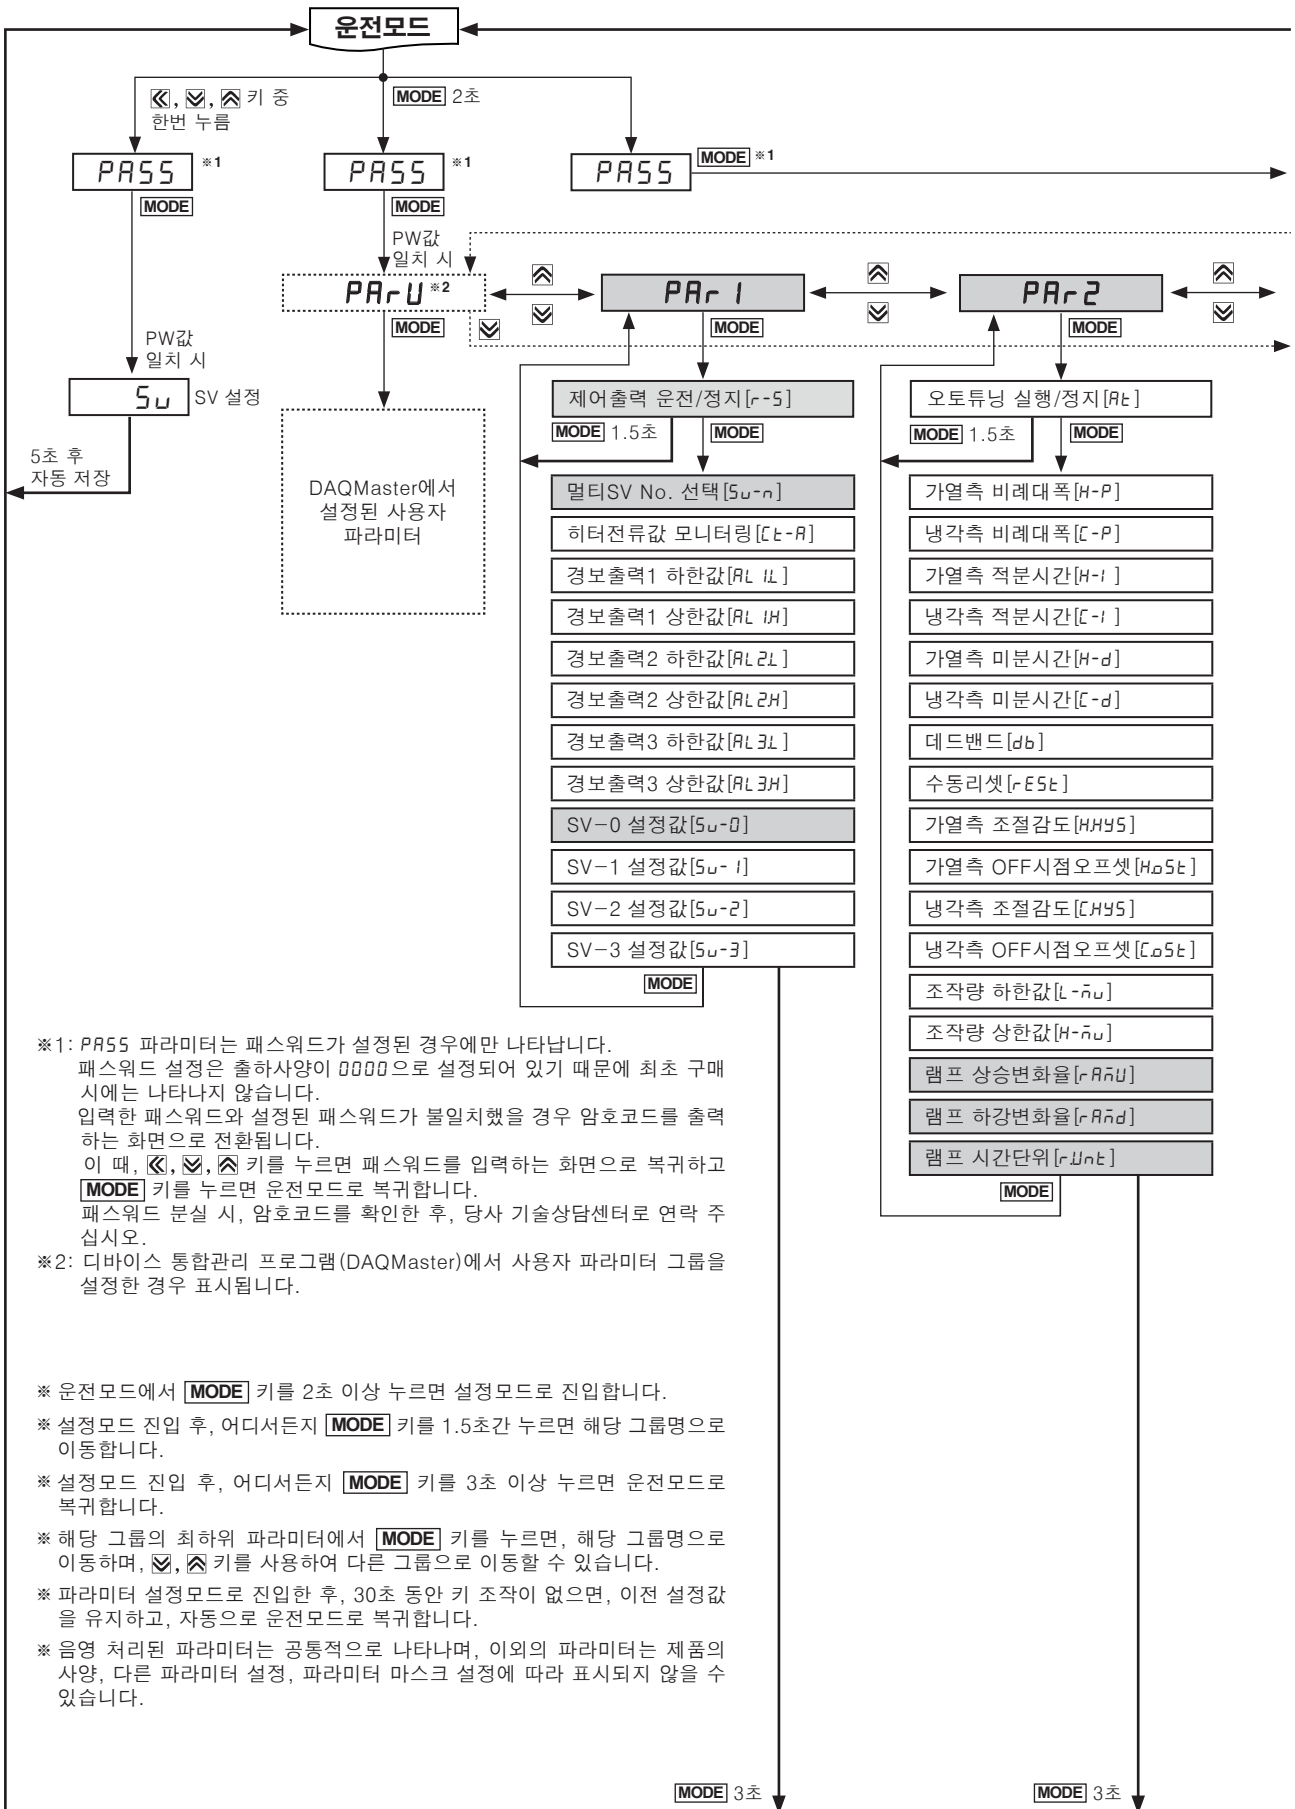 운전모드
, , 키 중
한번 누름
MODE 2초
PASS ※1
PASS ※1
PASS
MODE ※1
MODE
MODE
PW값
일치 시
PArU ※2
PAr1
PAr2
MODE
MODE
MODE
PW값
일치 시
Sv SV 설정
5초 후
자동 저장
DAQMaster에서
설정된 사용자
파라미터
제어출력 운전/정지[r-S]
MODE 1.5초
MODE
멀티SV No. 선택[Sv-n]
히터전류값 모니터링[Ct-A]
경보출력1 하한값[AL1.L]
경보출력1 상한값[AL1.H]
경보출력2 하한값[AL2.L]
경보출력2 상한값[AL2.H]
경보출력3 하한값[AL3.L]
경보출력3 상한값[AL3.H]
SV-0 설정값[Sv-0]
SV-1 설정값[Sv-1]
SV-2 설정값[Sv-2]
SV-3 설정값[Sv-3]
MODE
오토튜닝 실행/정지[At]
MODE 1.5초
MODE
가열측 비례대폭[H-P]
냉각측 비례대폭[C-P]
가열측 적분시간[H-I]
냉각측 적분시간[C-I]
가열측 미분시간[H-d]
냉각측 미분시간[C-d]
데드밴드[db]
수동리셋[rESt]
가열측 조절감도[H.HYS]
가열측 OFF시점오프셋[H.oSt]
냉각측 조절감도[C.HYS]
냉각측 OFF시점오프셋[C.oSt]
조작량 하한값[L-mv]
조작량 상한값[H-mv]
램프 상승변화율[rAmU]
램프 하강변화율[rAmd]
램프 시간단위[r.Unt]
MODE
※1: PASS 파라미터는 패스워드가 설정된 경우에만 나타납니다.
패스워드 설정은 출하사양이 0000으로 설정되어 있기 때문에 최초 구매
시에는 나타나지 않습니다.
입력한 패스워드와 설정된 패스워드가 불일치했을 경우 암호코드를 출력
하는 화면으로 전환됩니다.
이 때, , , 키를 누르면 패스워드를 입력하는 화면으로 복귀하고
MODE 키를 누르면 운전모드로 복귀합니다.
패스워드 분실 시, 암호코드를 확인한 후, 당사 기술상담센터로 연락 주
십시오.
※2: 디바이스 통합관리 프로그램(DAQMaster)에서 사용자 파라미터 그룹을
설정한 경우 표시됩니다.
※ 운전모드에서 MODE 키를 2초 이상 누르면 설정모드로 진입합니다.
※ 설정모드 진입 후, 어디서든지 MODE 키를 1.5초간 누르면 해당 그룹명으로
이동합니다.
※ 설정모드 진입 후, 어디서든지 MODE 키를 3초 이상 누르면 운전모드로
복귀합니다.
※ 해당 그룹의 최하위 파라미터에서 MODE 키를 누르면, 해당 그룹명으로
이동하며, , 키를 사용하여 다른 그룹으로 이동할 수 있습니다.
※ 파라미터 설정모드로 진입한 후, 30초 동안 키 조작이 없으면, 이전 설정값
을 유지하고, 자동으로 운전모드로 복귀합니다.
※ 음영 처리된 파라미터는 공통적으로 나타나며, 이외의 파라미터는 제품의
사양, 다른 파라미터 설정, 파라미터 마스크 설정에 따라 표시되지 않을 수
있습니다.
MODE 3초
MODE 3초